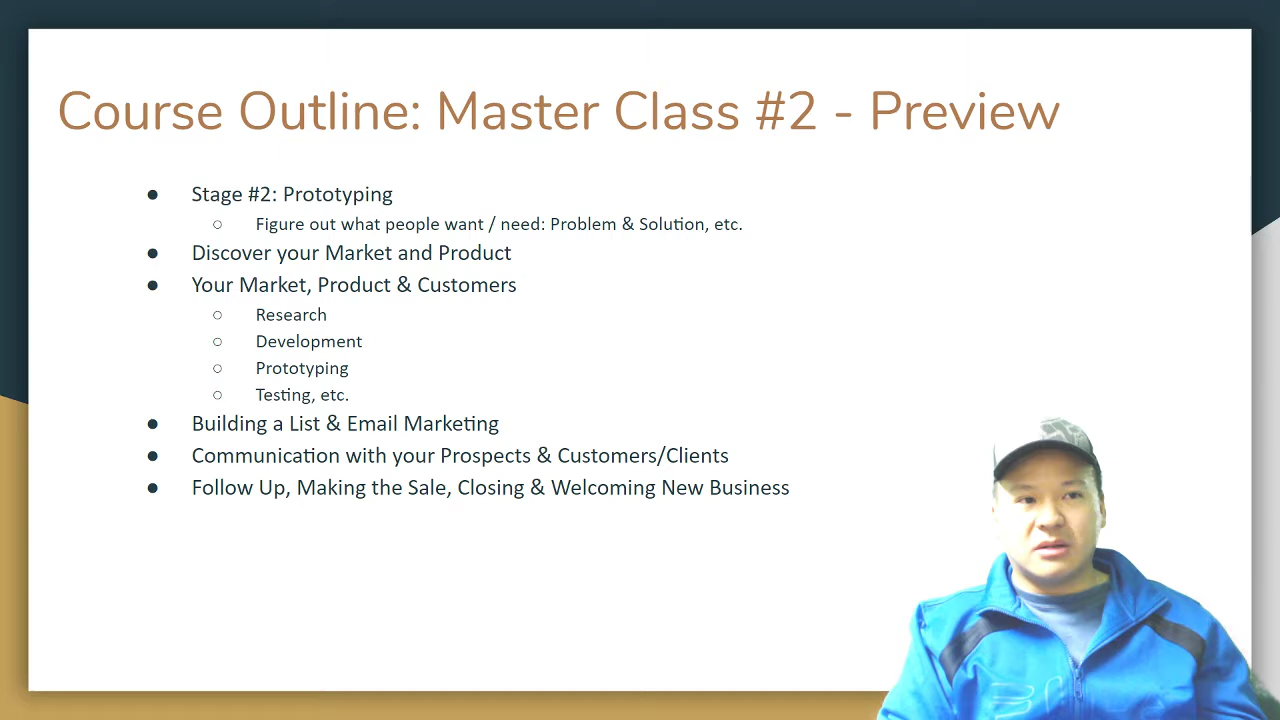 Course Outline: Master Class #2 - Preview
● Stage #2: Prototyping
○ Figure out what people want / need: Problem & Solution, etc.
● Discover your Market and Product
● Your Market, Product & Customers
○ Research
○ Development
○ Prototyping
○ Testing, etc.
● Building a List & Email Marketing
● Communication with your Prospects & Customers/Clients
● Follow Up, Making the Sale, Closing & Welcoming New Business